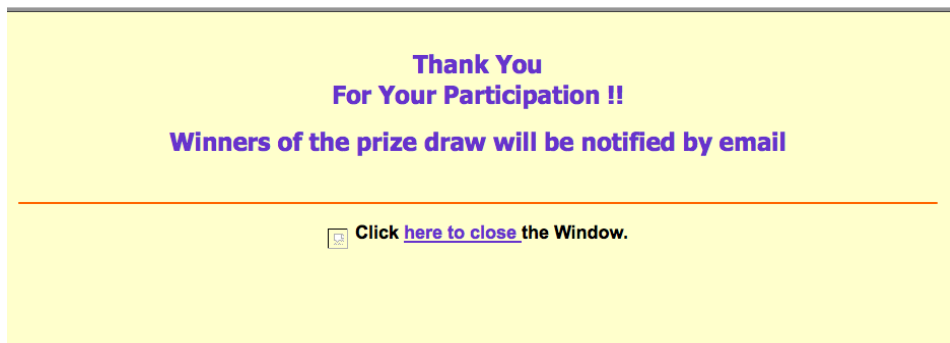 Thank You
For Your Participation !!
Winners of the prize draw will be notified by email
Click here to close the Window.